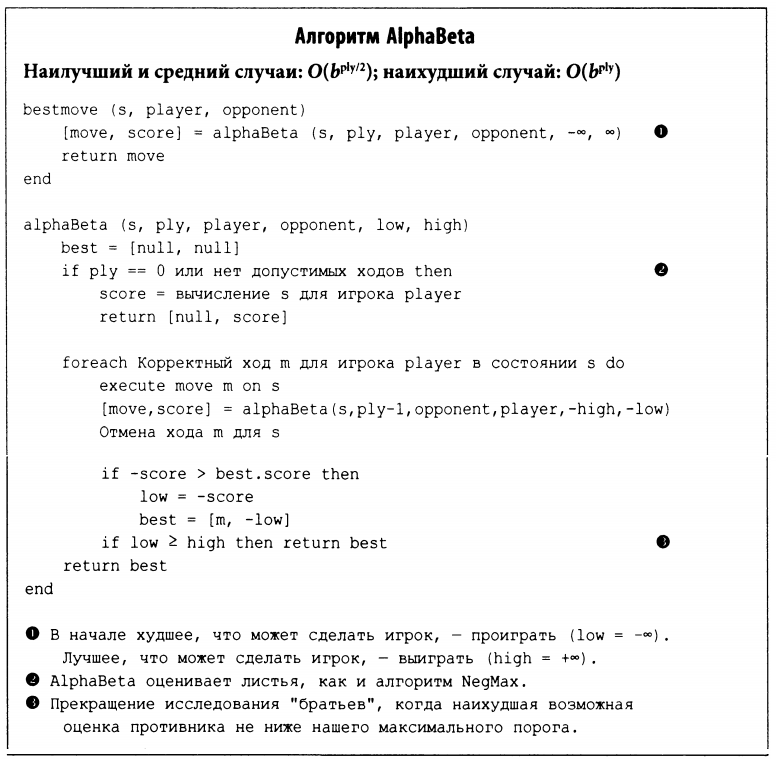 Алгоритм AlphaBeta
Наилучший и средний случаи: O(b^ply/2); наихудший случай: O(b^ply)
bestmove (s, player, opponent)
[move, score] = alphaBeta (s, ply, player, opponent, -∞, ∞) ❶
return move
end
alphaBeta (s, ply, player, opponent, low, high)
best = [null, null]
if ply == 0 или нет допустимых ходов then ❷
score = вычисление s для игрока player
return [null, score]
foreach Корректный ход m для игрока player в состоянии s do
execute move m on s
[move,score] = alphaBeta(s,ply-1,opponent,player,-high,-low)
Отмена хода m для s
if -score > best.score then
low = -score
best = [m, -low]
if low ≥ high then return best ❸
return best
end
❶ В начале худшее, что может сделать игрок, — проиграть (low = -∞).
Лучшее, что может сделать игрок, — выиграть (high = +∞).
❷ AlphaBeta оценивает листья, как и алгоритм NegMax.
❸ Прекращение исследования "братьев", когда наихудшая возможная
оценка противника не ниже нашего максимального порога.